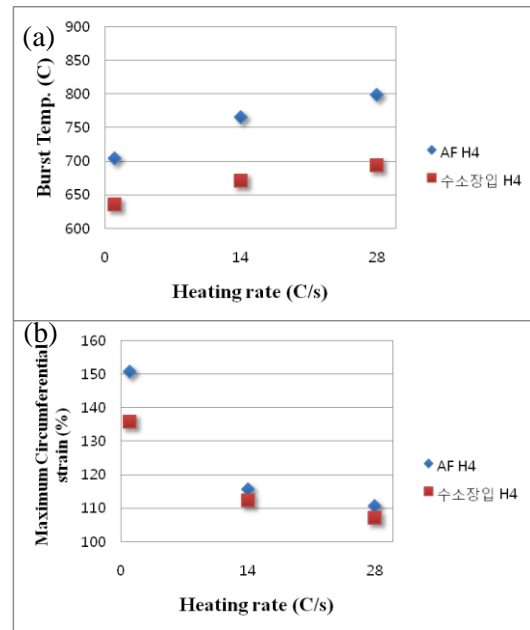 (a)
900
850
800
750
700
650
600
0
14
28
Burst Temp. (C)
Heating rate (C/s)
AF H4
수소장입 H4
(b)
160
150
140
130
120
110
100
0
14
28
Maximum Circumferential
strain (%)
Heating rate (C/s)
AF H4
수소장입 H4